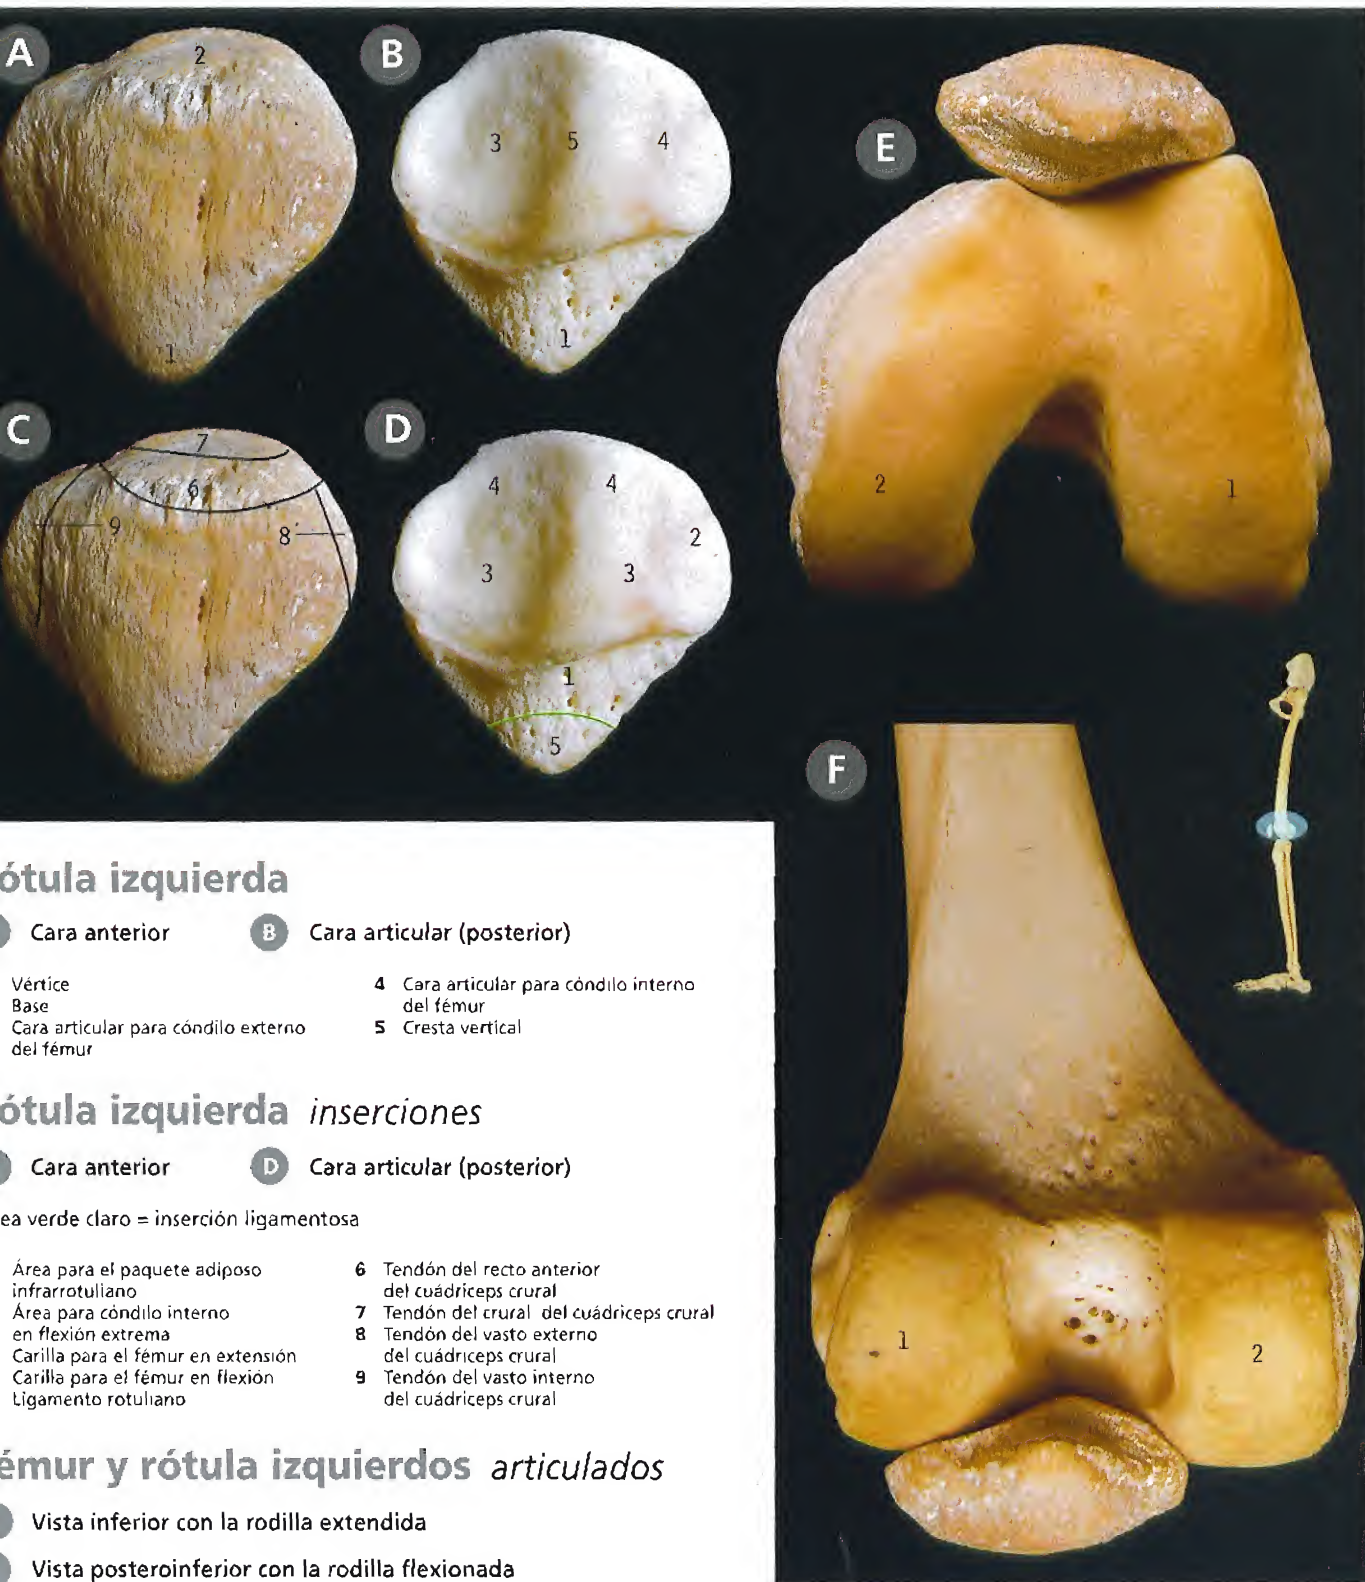 A
2
1
B
3
5
4
1
C
7
6
9
8
D
4
4
2
3
3
1
5
E
2
1
F
1
2
ótula izquierda
Cara anterior
B Cara articular (posterior)
Vértice
Base
Cara articular para cóndilo externo
del fémur
4 Cara articular para cóndilo interno
del fémur
5 Cresta vertical
ótula izquierda inserciones
Cara anterior
D Cara articular (posterior)
ea verde claro = inserción ligamentosa
Área para el paquete adiposo
infrarrotuliano
Área para cóndilo interno
en flexión extrema
Carilla para el fémur en extensión
Carilla para el fémur en flexión
Ligamento rotuliano
6 Tendón del recto anterior
del cuádriceps crural
7 Tendón del crural del cuádriceps crural
8 Tendón del vasto externo
del cuádriceps crural
9 Tendón del vasto interno
del cuádriceps crural
émur y rótula izquierdos articulados
Vista inferior con la rodilla extendida
Vista posteroinferior con la rodilla flexionada